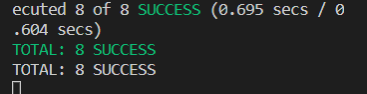 ecuted 8 of 8 SUCCESS (0.695 secs / 0
.604 secs)
TOTAL: 8 SUCCESS
TOTAL: 8 SUCCESS